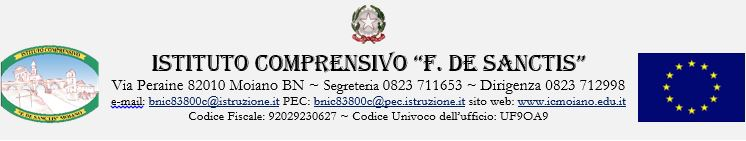 ISTITUTO COMPRENSIVO “F. DE SANCTIS”
Via Peraine 82010 Moiano BN ~ Segreteria 0823 711653 ~ Dirigenza 0823 712998
e-mail: bnic83800c@istruzione.it PEC: bnic83800c@pec.istruzione.it sito web: www.icmoiano.edu.it
Codice Fiscale: 92029230627 ~ Codice Univoco dell’ufficio: UF9OA9
ISTITUTO COMPRENSIVO
"F. DE SANCTIS" MOIANO